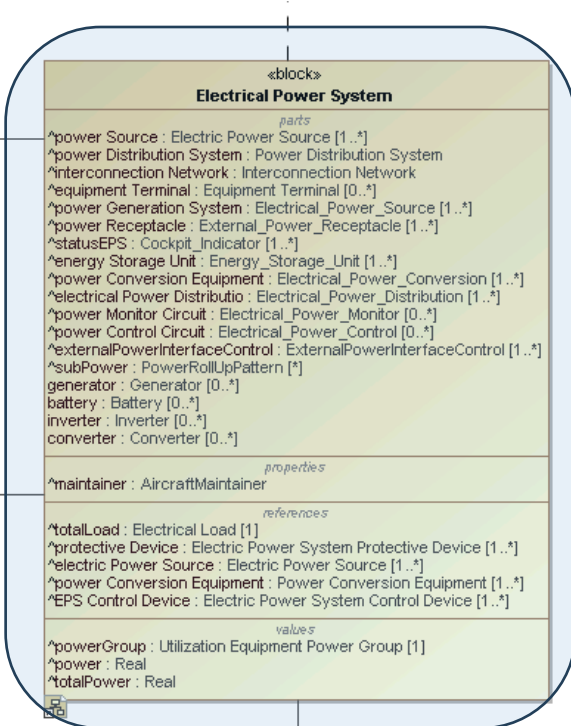 «block»
Electrical Power System
parts
^power Source : Electric Power Source [1..*]
^power Distribution System : Power Distribution System
^interconnection Network : Interconnection Network
^equipment Terminal : Equipment Terminal [0..*]
^power Generation System : Electrical_Power_Source [1..*]
^power Receptacle : External_Power_Receptacle [1..*]
^statusEPS : Cockpit_Indicator [1..*]
^energy Storage Unit : Energy_Storage_Unit [1..*]
^power Conversion Equipment : Electrical_Power_Conversion [1..*]
^electrical Power Distributio : Electrical_Power_Distribution [1..*]
^power Monitor Circuit : Electrical_Power_Monitor [0..*]
^power Control Circuit : Electrical_Power_Control [0..*]
^externalPowerInterfaceControl : ExternalPowerInterfaceControl [1..*]
^subPower : PowerRollUpPattern [*]
generator : Generator [0..*]
battery : Battery [0..*]
inverter : Inverter [0..*]
converter : Converter [0..*]
properties
^maintainer : AircraftMaintainer
references
^totalLoad : Electrical Load [1]
^protective Device : Electric Power System Protective Device [1..*]
^electric Power Source : Electric Power Source [1..*]
^power Conversion Equipment : Power Conversion Equipment [1..*]
^EPS Control Device : Electric Power System Control Device [1..*]
values
^powerGroup : Utilization Equipment Power Group [1]
^power : Real
^totalPower : Real